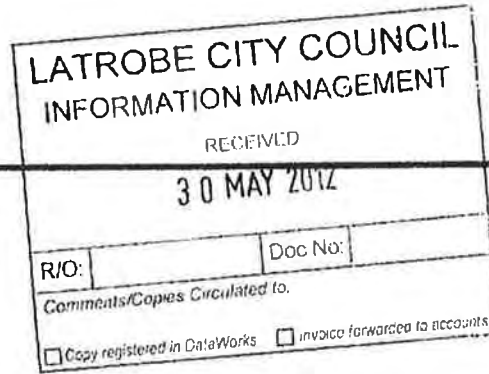 LATROBE CITY COUNCIL
INFORMATION MANAGEMENT
RECEIVED
30 MAY 2012
R/O: Doc No:
Comments/Copies Circulated to:
Copy registered in DataWorks Invoice forwarded to accounts